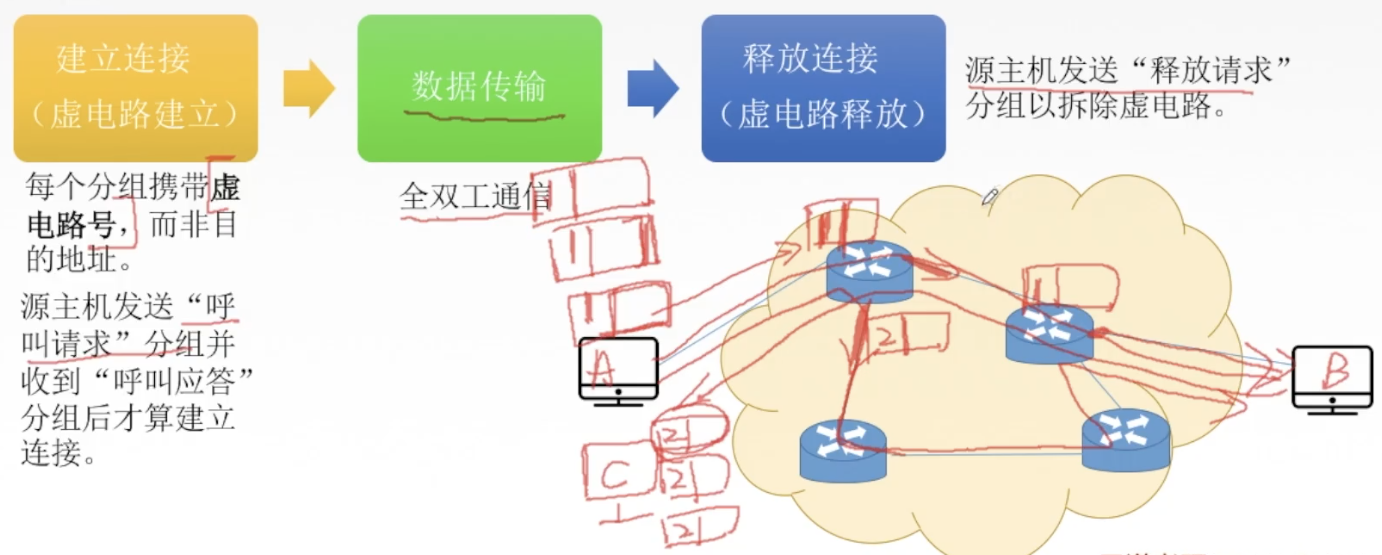 建立连接
（虚电路建立）
数据传输
释放连接
（虚电路释放）
源主机发送“释放请求”
分组以拆除虚电路。
每个分组携带虚
电路号，而非目
的地址。
源主机发送“呼
叫请求”分组并
收到“呼叫应答”
分组后才算建立
连接。
全双工通信
1
1
1
1
1
2
A
B
2
C
2
2